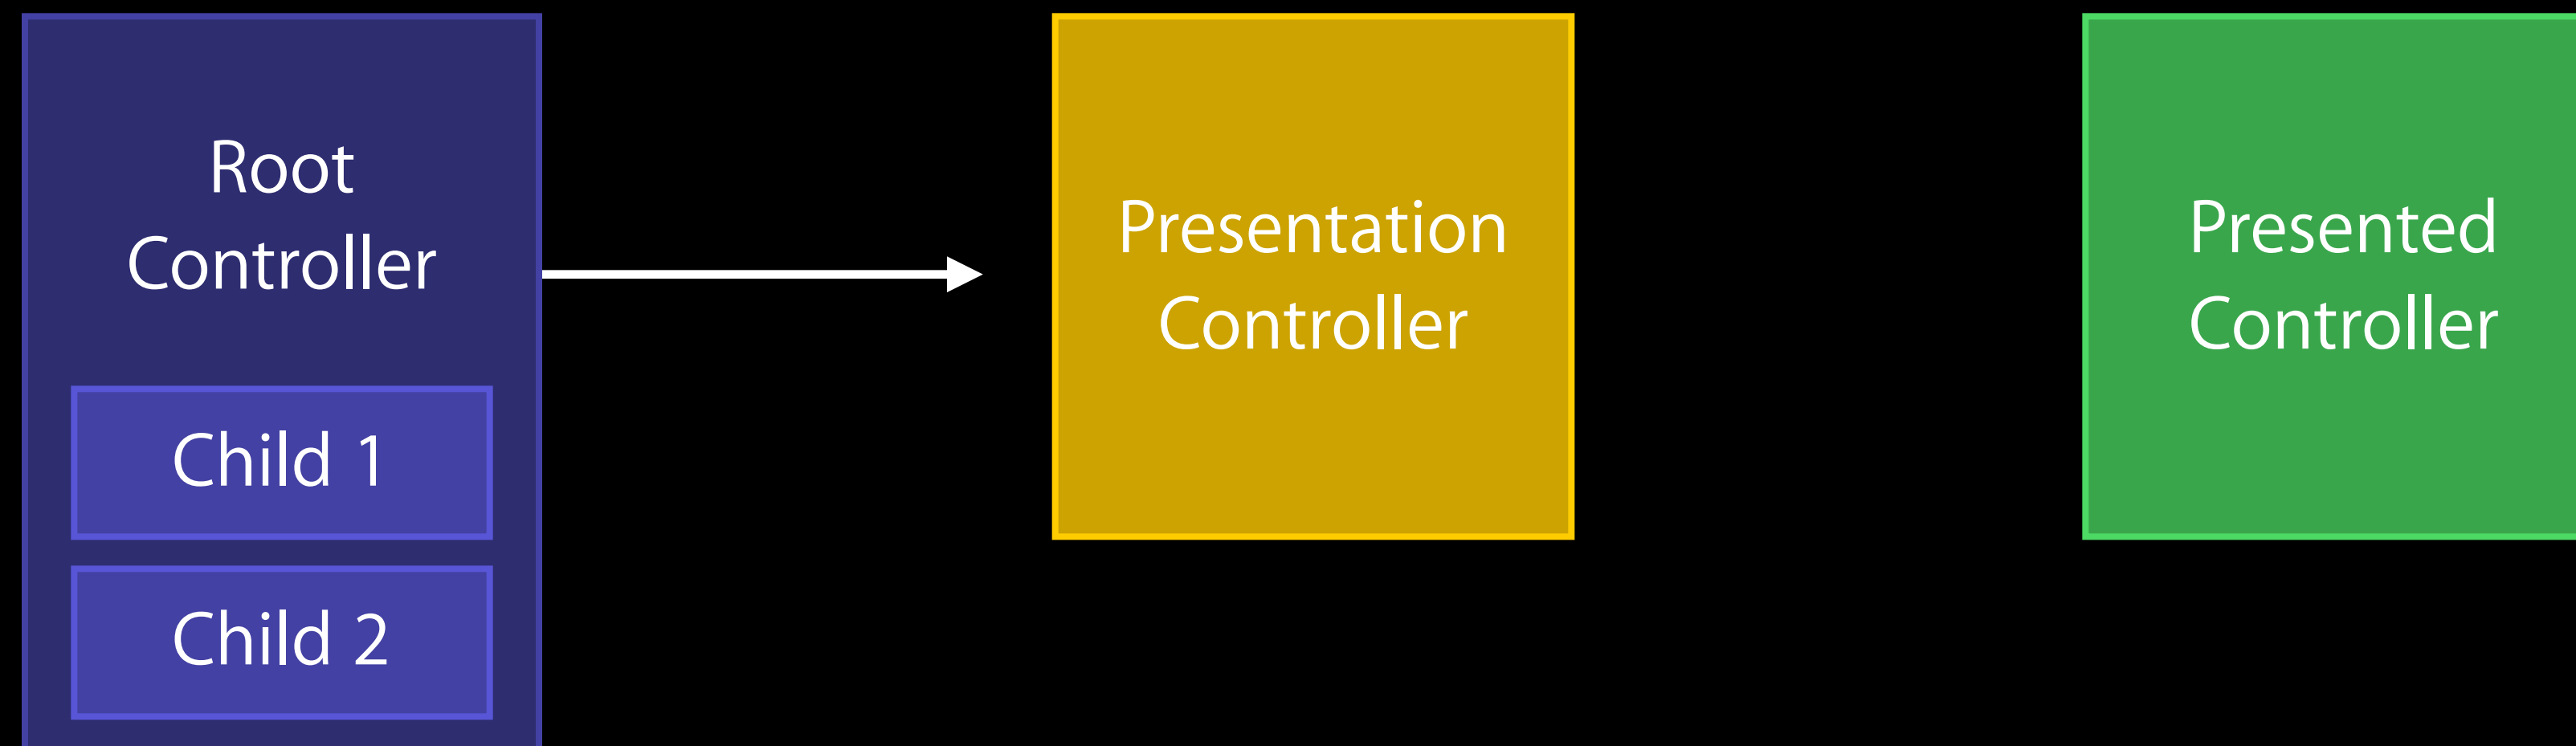 Root
Controller
Child 1
Child 2
Presentation
Controller
Presented
Controller